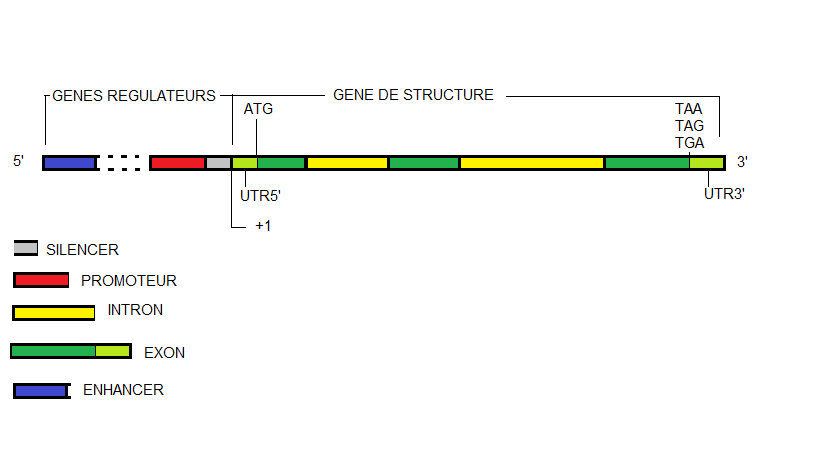 GENES REGULATEURS
GENE DE STRUCTURE
ATG
TAA
TAG
TGA
5'
3'
UTR5'
UTR3'
+1
SILENCER
PROMOTEUR
INTRON
EXON
ENHANCER